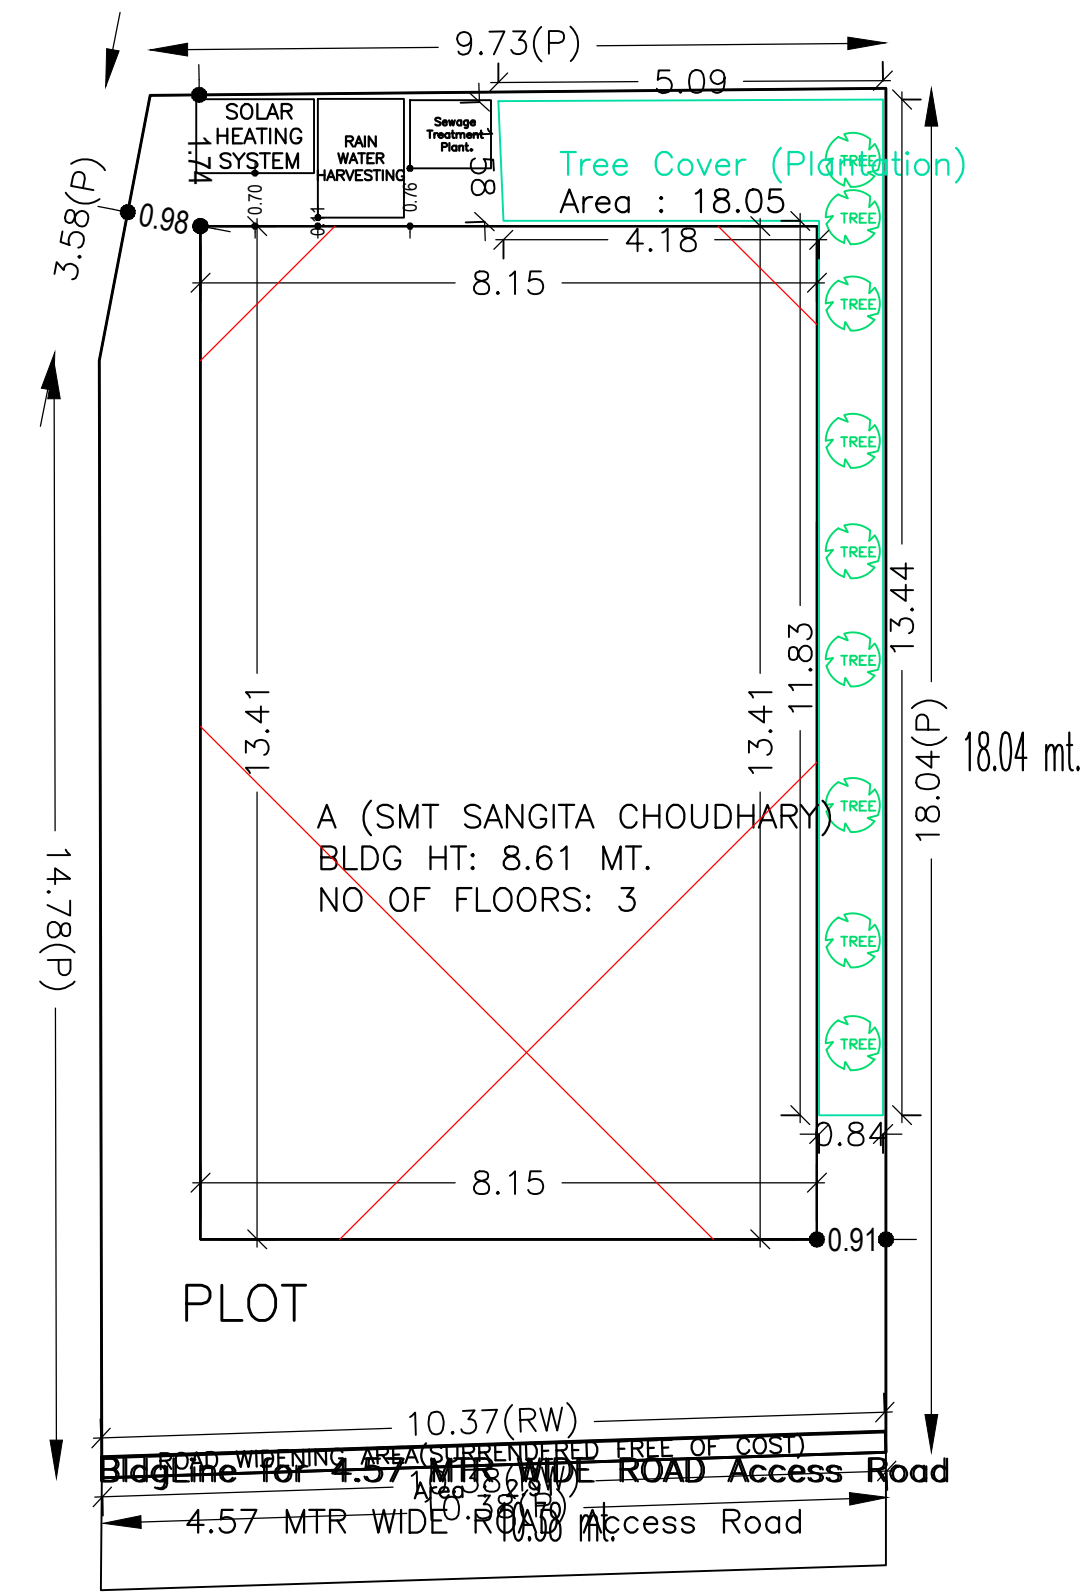 9.73(P)
5.09
SOLAR
HEATING
SYSTEM
RAIN
WATER
HARVESTING
Sewage
Treatment
Plant.
1.74
.58
Tree Cover (Plantation)
Area : 18.05
TREE
TREE
3.58(P)
0.98
0.70
0.76
4.18
8.15
TREE
TREE
TREE
TREE
13.44
11.83
13.41
13.41
18.04(P)
18.04 mt.
A (SMT SANGITA CHOUDHARY)
BLDG HT: 8.61 MT.
NO OF FLOORS: 3
TREE
14.78(P)
TREE
TREE
0.84
8.15
0.91
PLOT
10.37(RW)
ROAD WIDENING AREA(SURRENDERED FREE OF COST)
BldgLine for 4.57 MTR WIDE ROAD Access Road
10.38(P)
4.57 MTR WIDE ROAD Access Road